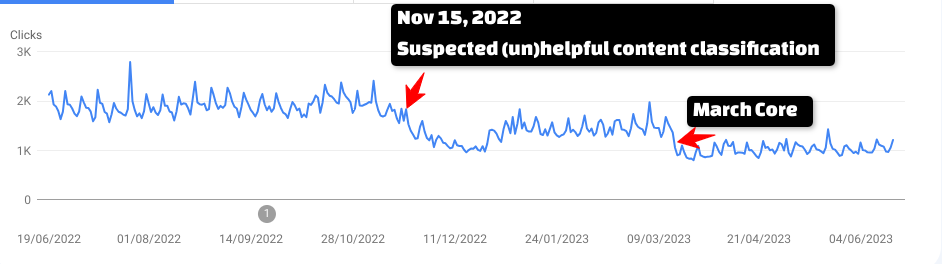 Nov 15, 2022
Suspected (un)helpful content classification
Clicks
3K
2K
March Core
1K
0
1
19/06/2022 01/08/2022 14/09/2022 28/10/2022 11/12/2022 24/01/2023 09/03/2023 21/04/2023 04/06/2023